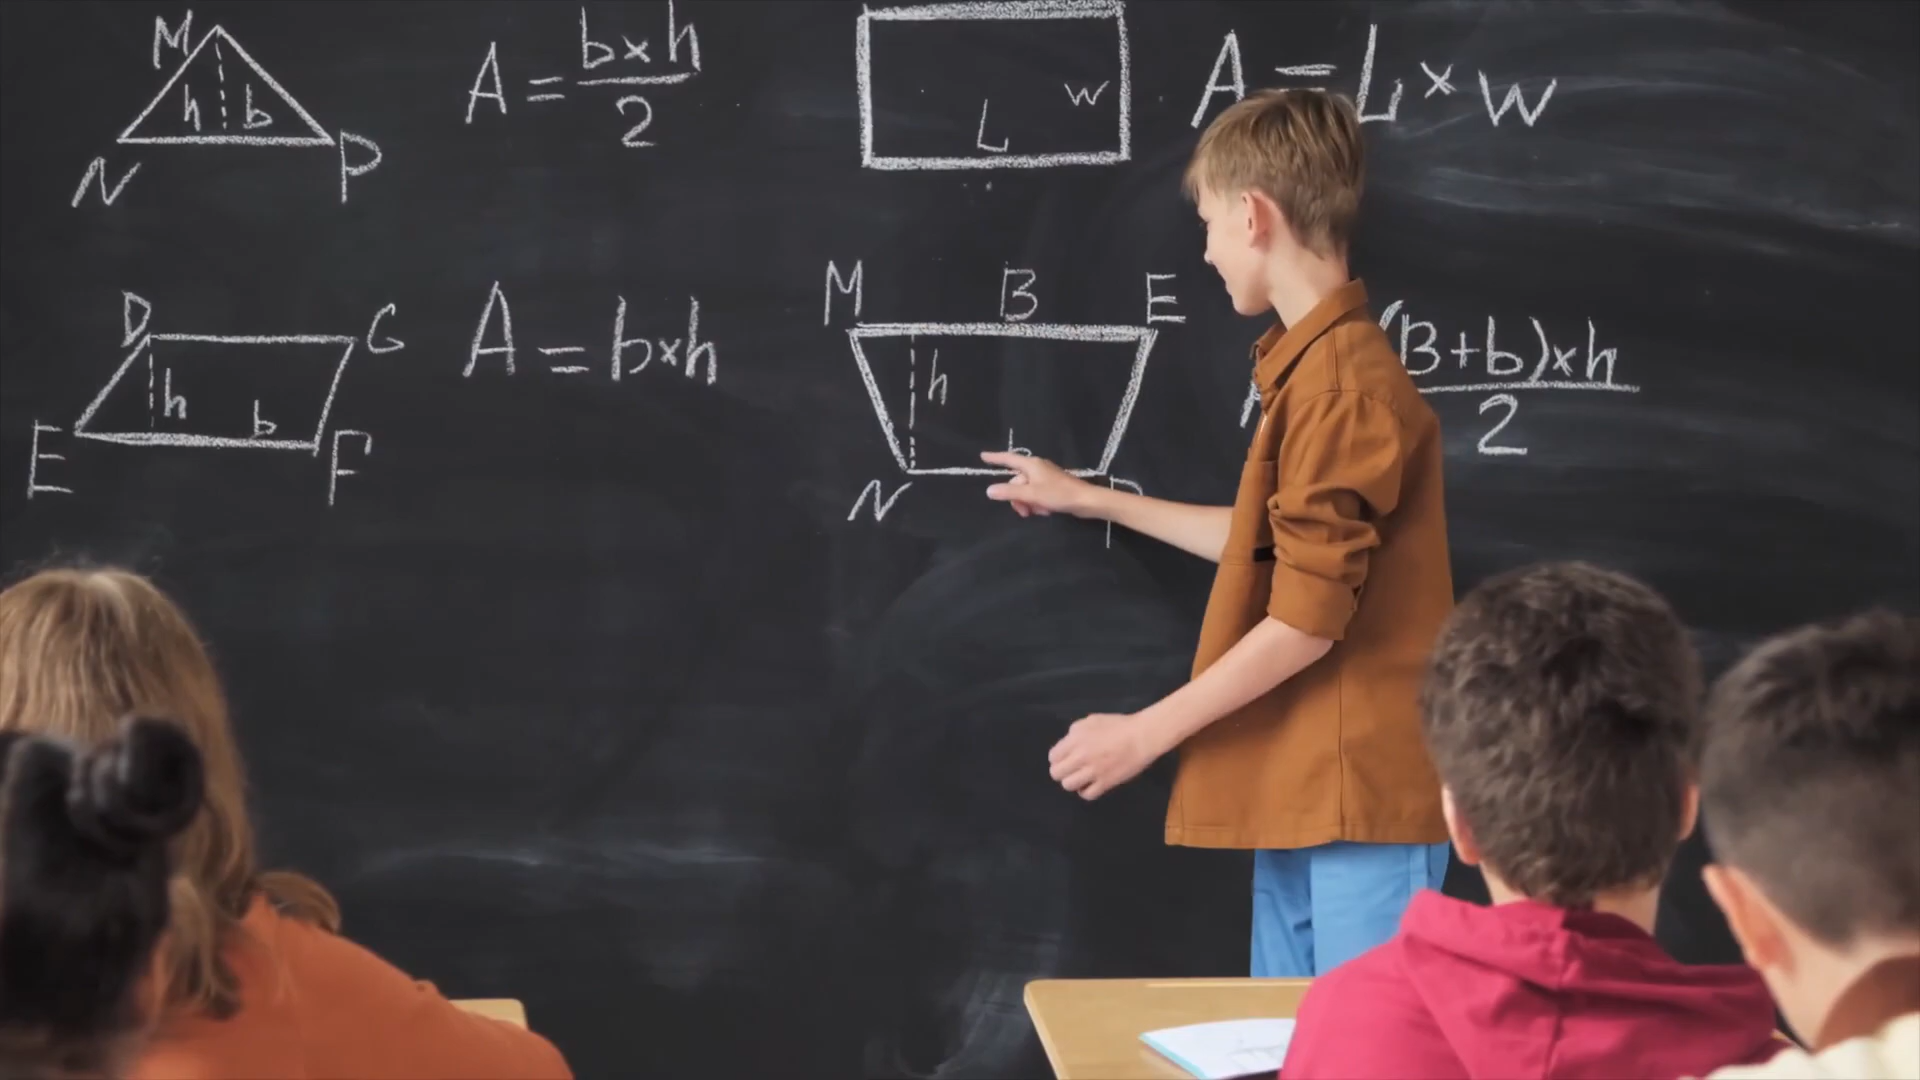 M
h b
N P
A = b×h
2
L W
A = L × W
D G
h b
E F
A = b×h
M B E
h
b
N P
(B+b)×h
2